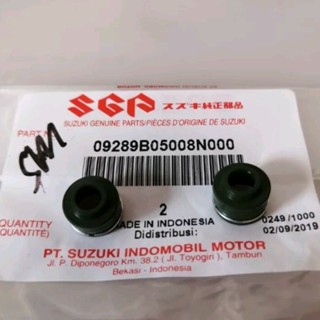 SGP スズキ純正部品
SUZUKI GENUINE PARTS/PIÈCES D'ORIGINE DE SUZUKI
PART N
09289B05008N000
2
QUANTITY
(QUANTITÉ)
MADE IN INDONESIA
Didistribusi:
0249/1000
02/09/2019
PT. SUZUKI INDOMOBIL MOTOR
Jl. P. Diponegoro Km. 38.2 ( Jl. Toyogiri ), Tambun
Bekasi - Indonesia